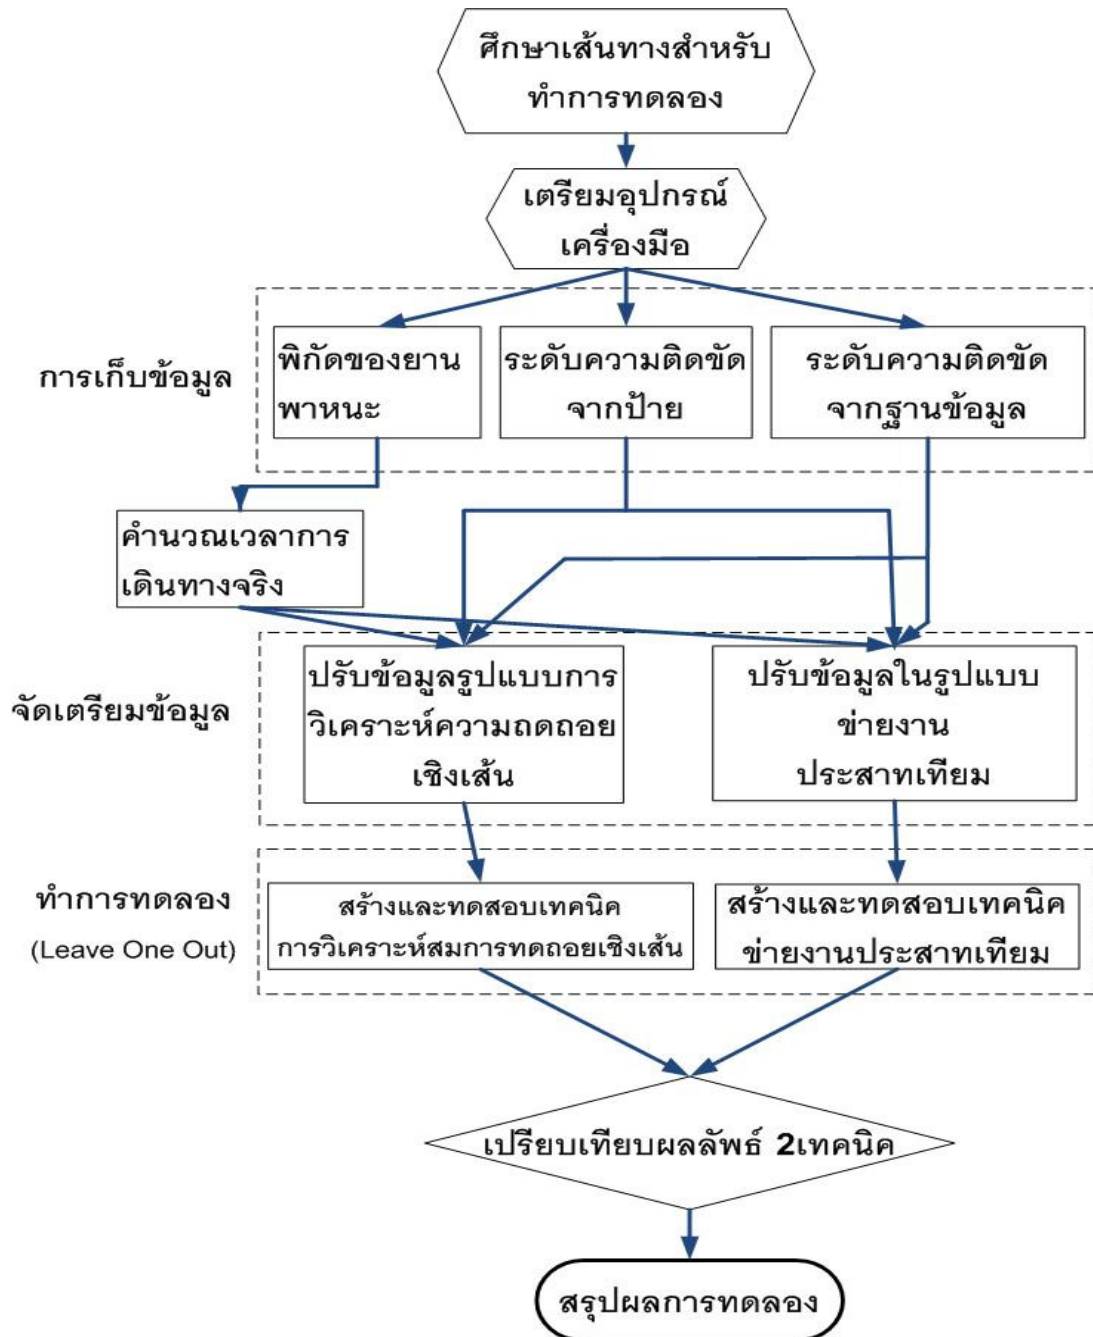 ศึกษาเส้นทางสำหรับ
ทำการทดลอง
เตรียมอุปกรณ์
เครื่องมือ
การเก็บข้อมูล
พิกัดของยาน
พาหนะ
ระดับความติดขัด
จากป้าย
ระดับความติดขัด
จากฐานข้อมูล
คำนวณเวลาการ
เดินทางจริง
จัดเตรียมข้อมูล
ปรับข้อมูลรูปแบบการ
วิเคราะห์ความถดถอย
เชิงเส้น
ปรับข้อมูลในรูปแบบ
ข่ายงาน
ประสาทเทียม
ทำการทดลอง
(Leave One Out)
สร้างและทดสอบเทคนิค
การวิเคราะห์สมการทดถอยเชิงเส้น
สร้างและทดสอบเทคนิค
ข่ายงานประสาทเทียม
เปรียบเทียบผลลัพธ์ 2เทคนิค
สรุปผลการทดลอง